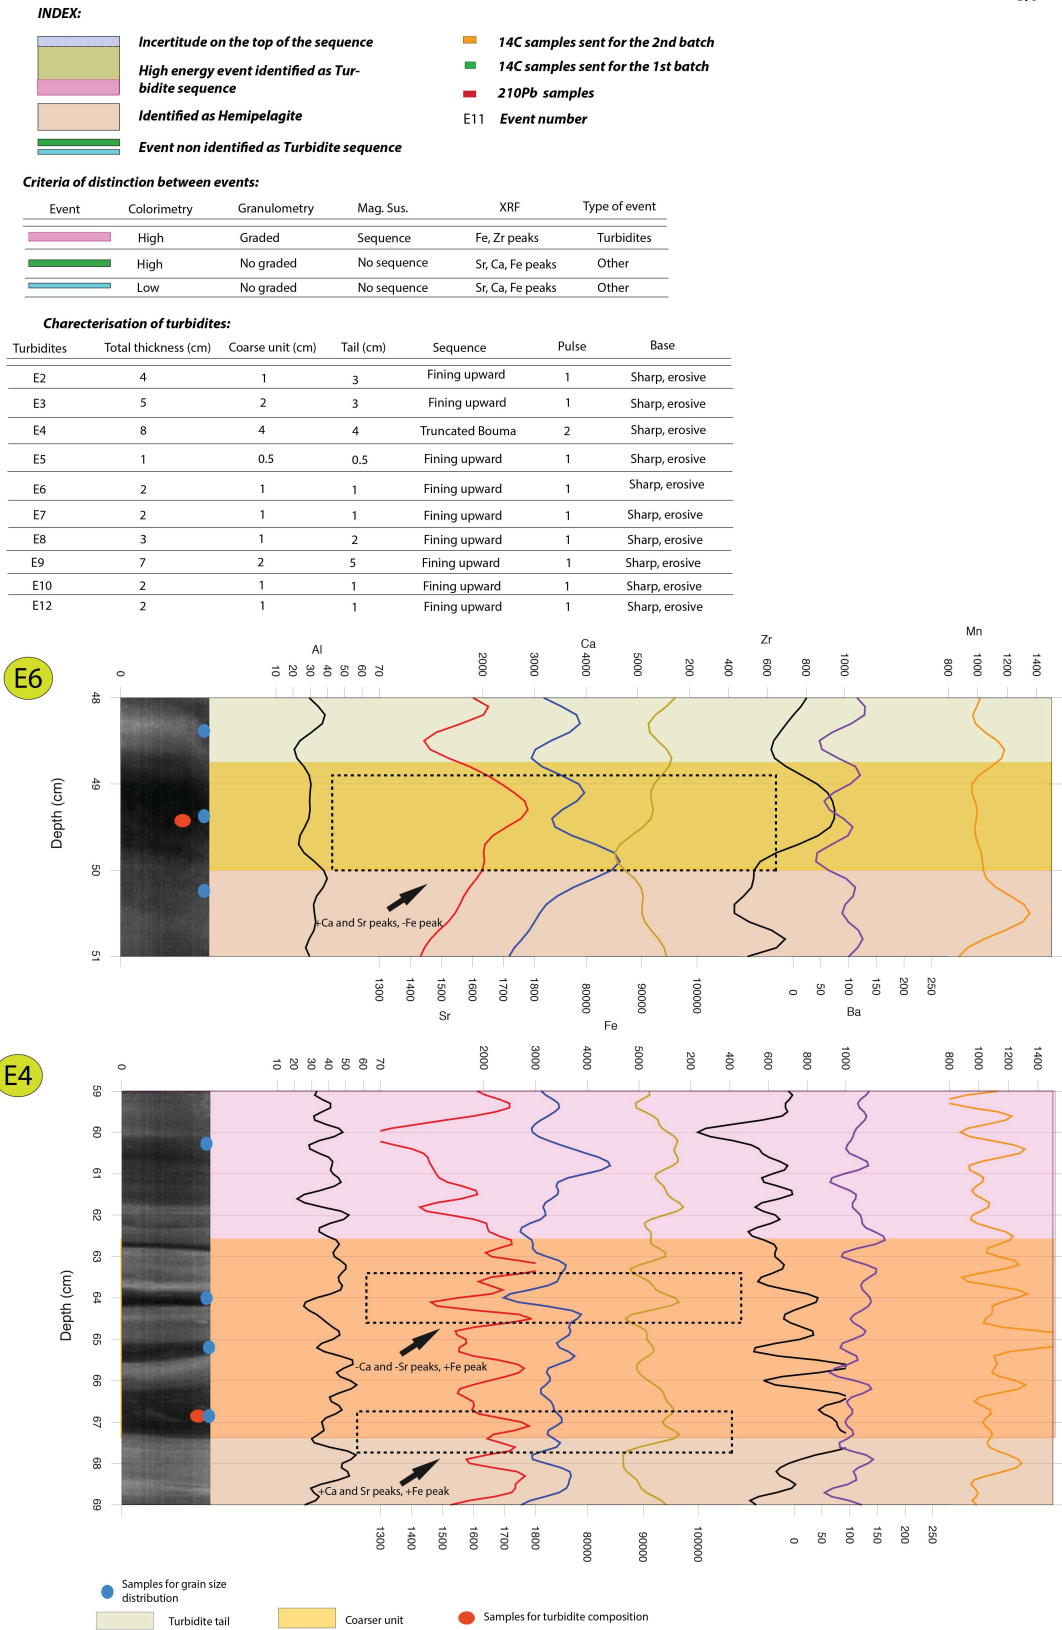 INDEX:
Incertitude on the top of the sequence
High energy event identified as Tur-
bidite sequence
Identified as Hemipelagite
Event non identified as Turbidite sequence
14C samples sent for the 2nd batch
14C samples sent for the 1st batch
210Pb samples
E11 Event number
Criteria of distinction between events:
Event Colorimetry Granulometry Mag. Sus. XRF Type of event
High Graded Sequence Fe, Zr peaks Turbidites
High No graded No sequence Sr, Ca, Fe peaks Other
Low No graded No sequence Sr, Ca, Fe peaks Other
Charecterisation of turbidites:
Turbidites Total thickness (cm) Coarse unit (cm) Tail (cm) Sequence Pulse Base
E2 4 1 3 Fining upward 1 Sharp, erosive
E3 5 2 3 Fining upward 1 Sharp, erosive
E4 8 4 4 Truncated Bouma 2 Sharp, erosive
E5 1 0.5 0.5 Fining upward 1 Sharp, erosive
E6 2 1 1 Fining upward 1 Sharp, erosive
E7 2 1 1 Fining upward 1 Sharp, erosive
E8 3 1 2 Fining upward 1 Sharp, erosive
E9 7 2 5 Fining upward 1 Sharp, erosive
E10 2 1 1 Fining upward 1 Sharp, erosive
E12 2 1 1 Fining upward 1 Sharp, erosive
E6
Al Ca Zr Mn
0 10 20 30 40 50 60 70 2000 3000 4000 5000 200 400 600 800 1000 800 1000 1200 1400
Depth (cm)
48
49
50
51
+Ca and Sr peaks, -Fe peak
1300 1400 1500 1600 1700 1800 80000 90000 100000 0 50 100 150 200 250
Sr Fe Ba
E4
0 10 20 30 40 50 60 70 2000 3000 4000 5000 200 400 600 800 1000 800 1000 1200 1400
Depth (cm)
59
60
61
62
63
64
65
-Ca and -Sr peaks, +Fe peak
66
67
68
+Ca and Sr peaks, +Fe peak
69
1300 1400 1500 1600 1700 1800 80000 90000 100000 0 50 100 150 200 250
Samples for grain size
distribution
Turbidite tail
Coarser unit
Samples for turbidite composition